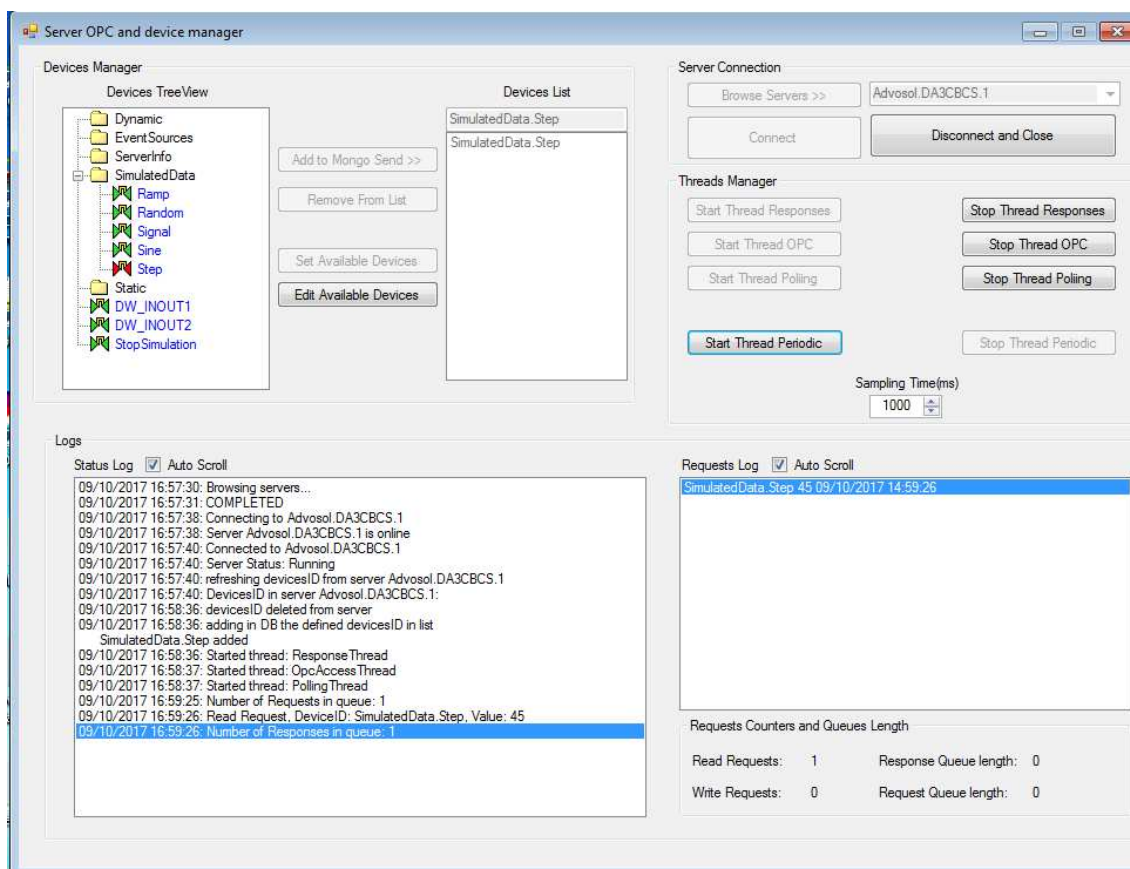 Server OPC and device manager
Devices Manager
Devices TreeView
Dynamic
EventSources
ServerInfo
SimulatedData
Ramp
Random
Signal
Sine
Step
Static
DW_INOUT1
DW_INOUT2
StopSimulation
Add to Mongo Send >>
Remove From List
Set Available Devices
Edit Available Devices
Devices List
SimulatedData.Step
SimulatedData.Step
Server Connection
Browse Servers >>
Advosol.DA3CBCS.1
Connect
Disconnect and Close
Threads Manager
Start Thread Responses
Stop Thread Responses
Start Thread OPC
Stop Thread OPC
Start Thread Poliing
Stop Thread Poliing
Start Thread Periodic
Stop Thread Periodic
Sampling Time(ms)
1000
Logs
Status Log Auto Scroll
09/10/2017 16:57:30: Browsing servers...
09/10/2017 16:57:31: COMPLETED
09/10/2017 16:57:38: Connecting to Advosol.DA3CBCS.1
09/10/2017 16:57:38: Server Advosol.DA3CBCS.1 is online
09/10/2017 16:57:40: Connected to Advosol.DA3CBCS.1
09/10/2017 16:57:40: Server Status: Running
09/10/2017 16:57:40: refreshing devicesID from server Advosol.DA3CBCS.1
09/10/2017 16:57:40: DevicesID in server Advosol.DA3CBCS.1:
09/10/2017 16:58:36: devicesID deleted from server
09/10/2017 16:58:36: adding in DB the defined devicesID in list
SimulatedData.Step added
09/10/2017 16:58:36: Started thread: ResponseThread
09/10/2017 16:58:37: Started thread: OpcAccessThread
09/10/2017 16:58:37: Started thread: PollingThread
09/10/2017 16:59:25: Number of Requests in queue: 1
09/10/2017 16:59:26: Read Request, DeviceID: SimulatedData.Step, Value: 45
09/10/2017 16:59:26: Number of Responses in queue: 1
Requests Log Auto Scroll
SimulatedData.Step 45 09/10/2017 14:59:26
Requests Counters and Queues Length
Read Requests: 1 Response Queue length: 0
Write Requests: 0 Request Queue length: 0